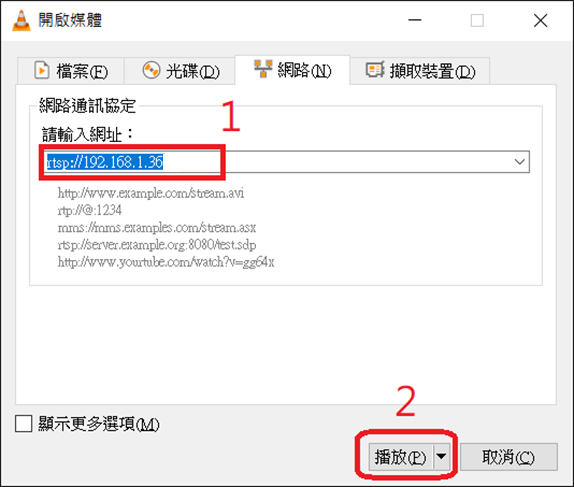 開啟媒體
檔案(F) 光碟(D) 網路(N) 擷取裝置(D)
網路通訊協定
1
請輸入網址：
rtsp://192.168.1.36
http://www.example.com/stream.avi
rtp://@:1234
mms://mms.examples.com/stream.asx
rtsp://server.example.org:8080/test.sdp
http://www.yourtube.com/watch?v=gg64x
2
顯示更多選項(M)
播放(P) 取消(C)